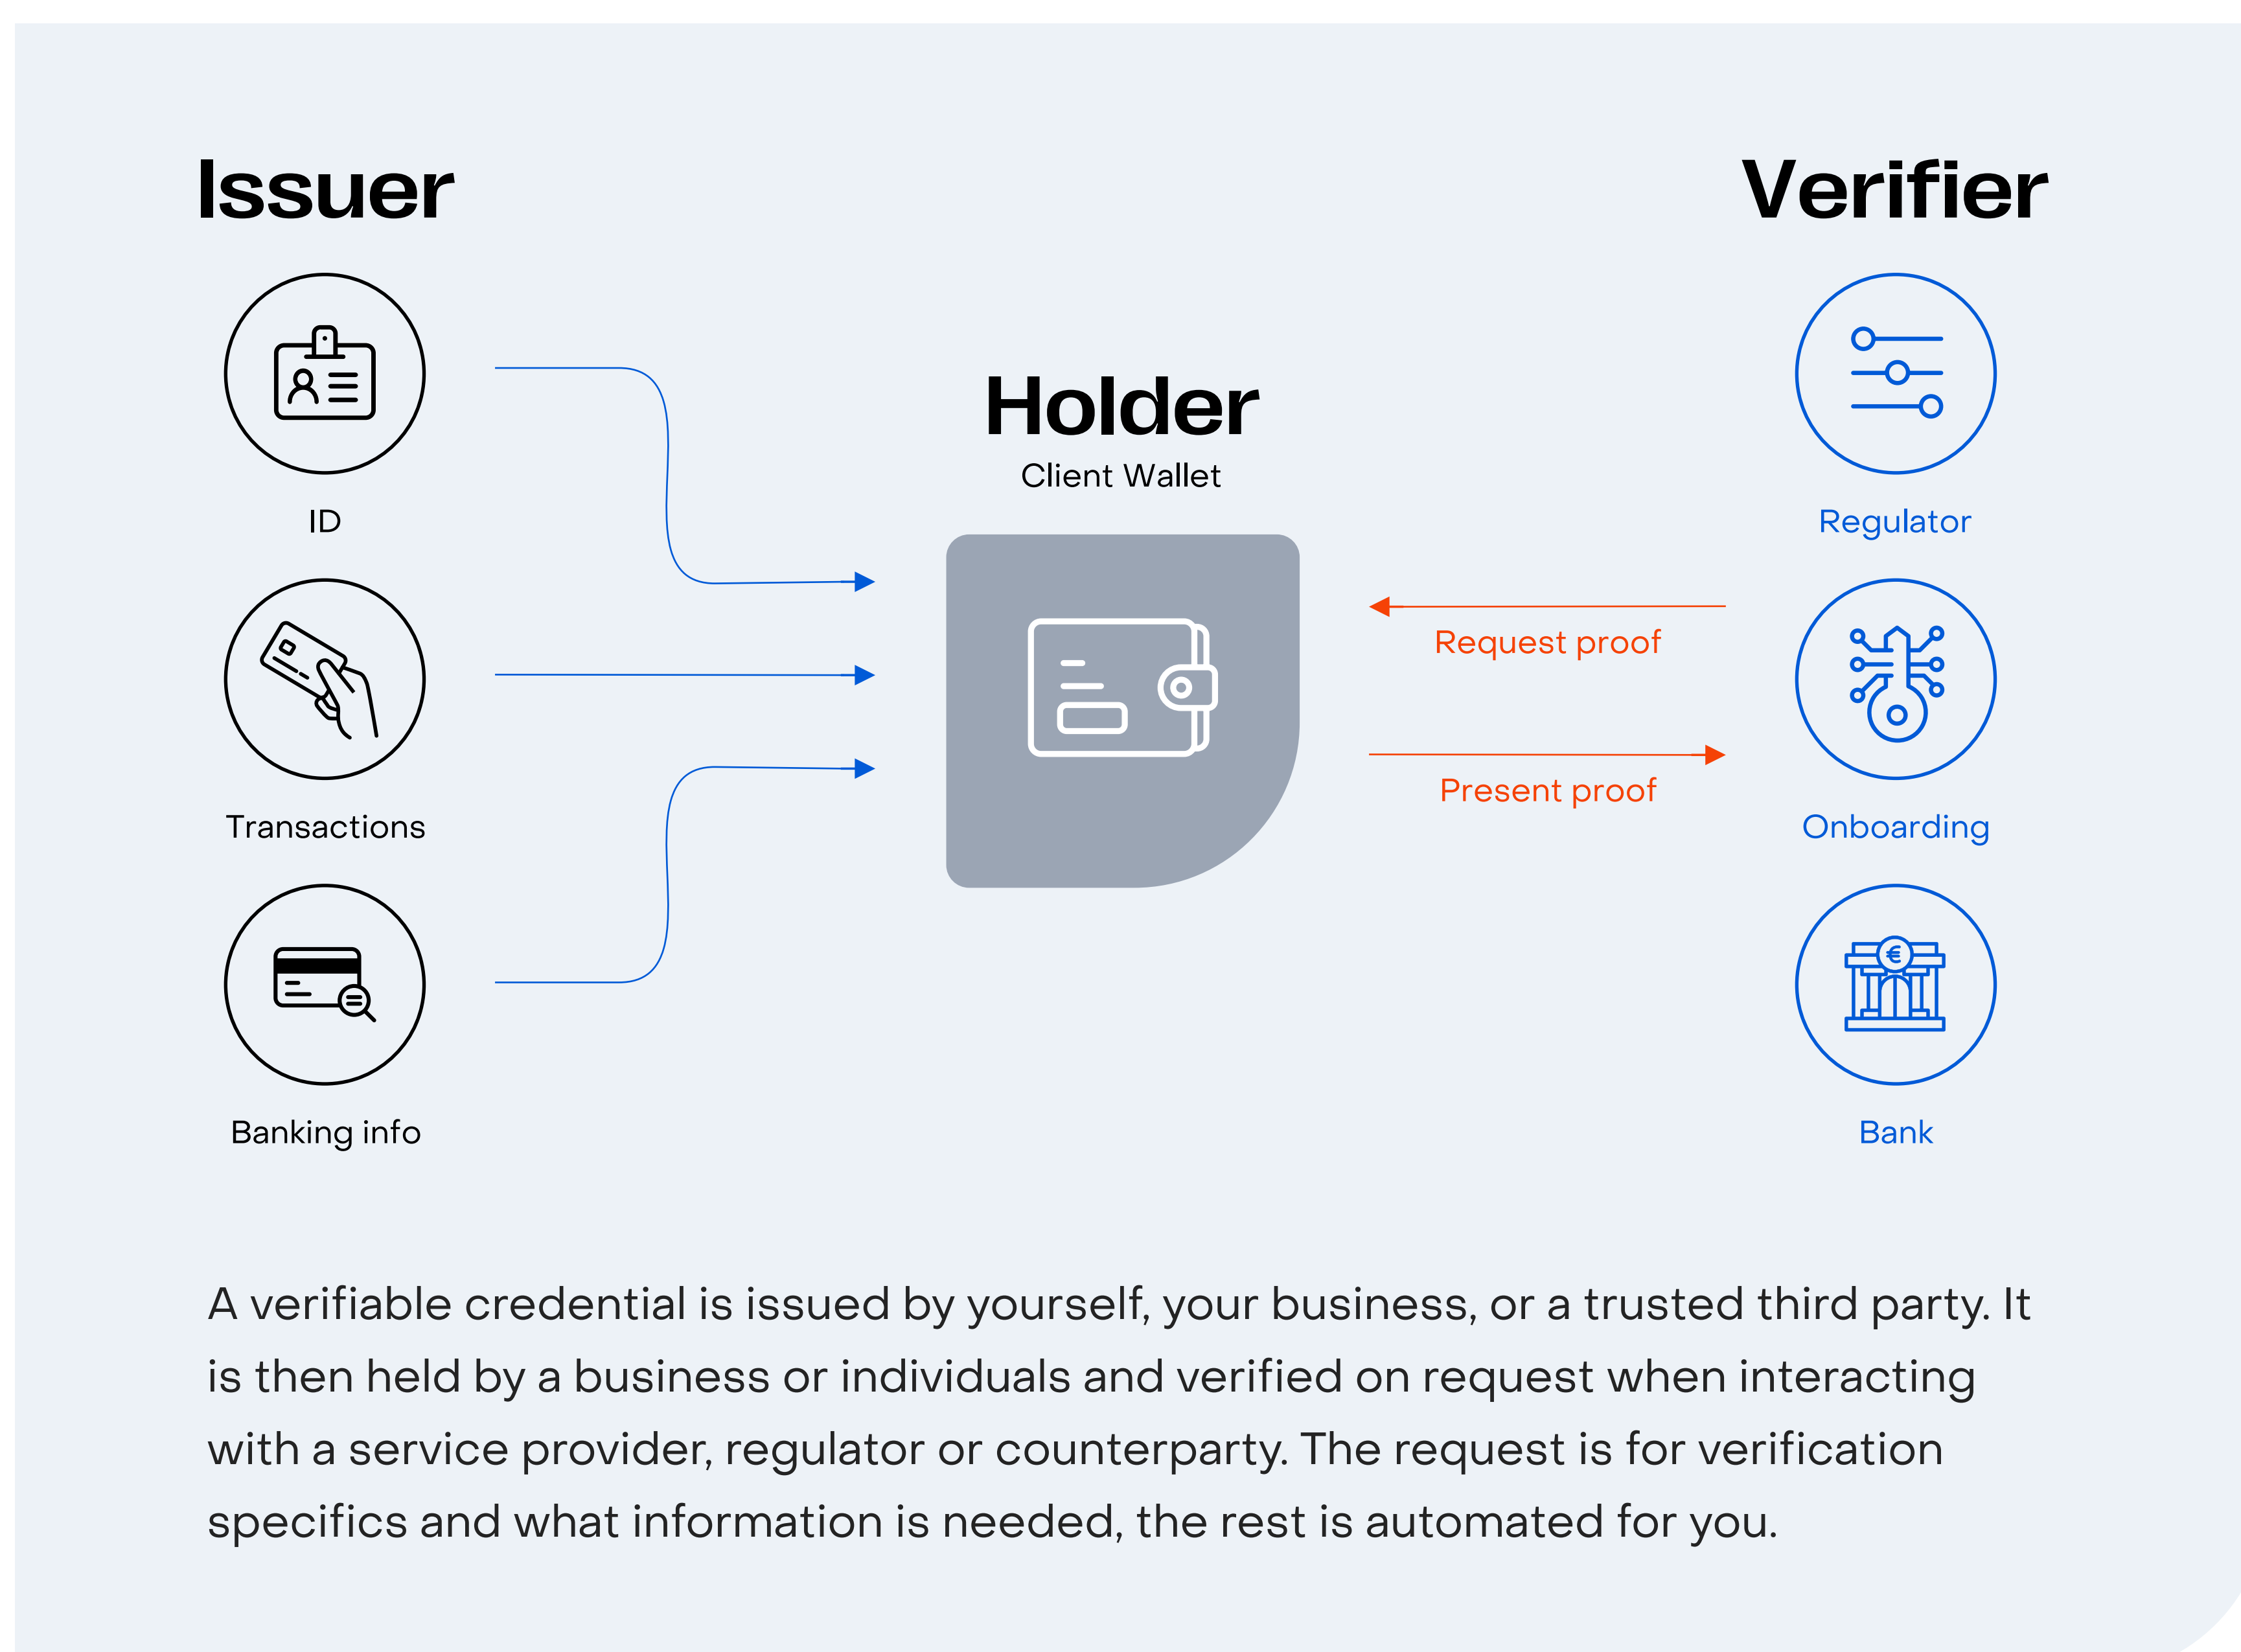 Issuer
Verifier
Holder
Client Wallet
ID
Regulator
Request proof
Present proof
Transactions
Onboarding
€
Banking info
Bank
A verifiable credential is issued by yourself, your business, or a trusted third party. It
is then held by a business or individuals and verified on request when interacting
with a service provider, regulator or counterparty. The request is for verification
specifics and what information is needed, the rest is automated for you.